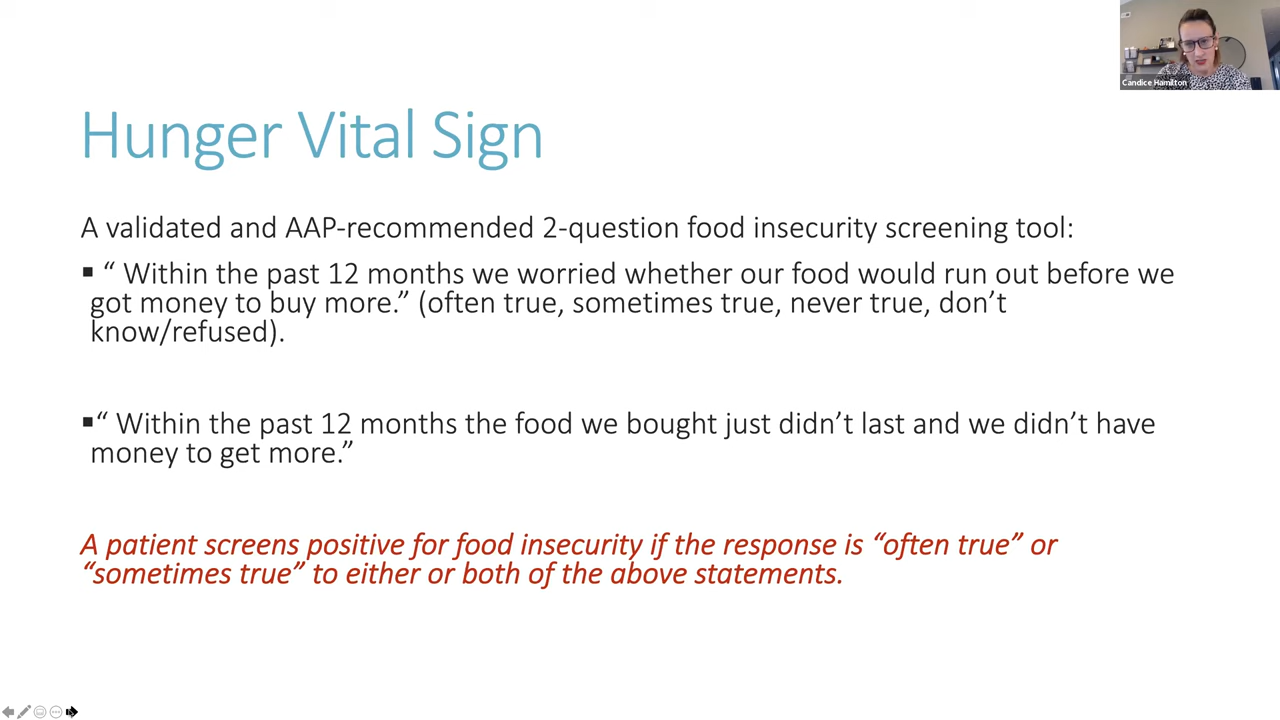 Candice Hamilton
Hunger Vital Sign
A validated and AAP-recommended 2-question food insecurity screening tool:
▪ “ Within the past 12 months we worried whether our food would run out before we
got money to buy more.” (often true, sometimes true, never true, don’t
know/refused).
▪“ Within the past 12 months the food we bought just didn’t last and we didn’t have
money to get more.”
A patient screens positive for food insecurity if the response is “often true” or
“sometimes true” to either or both of the above statements.